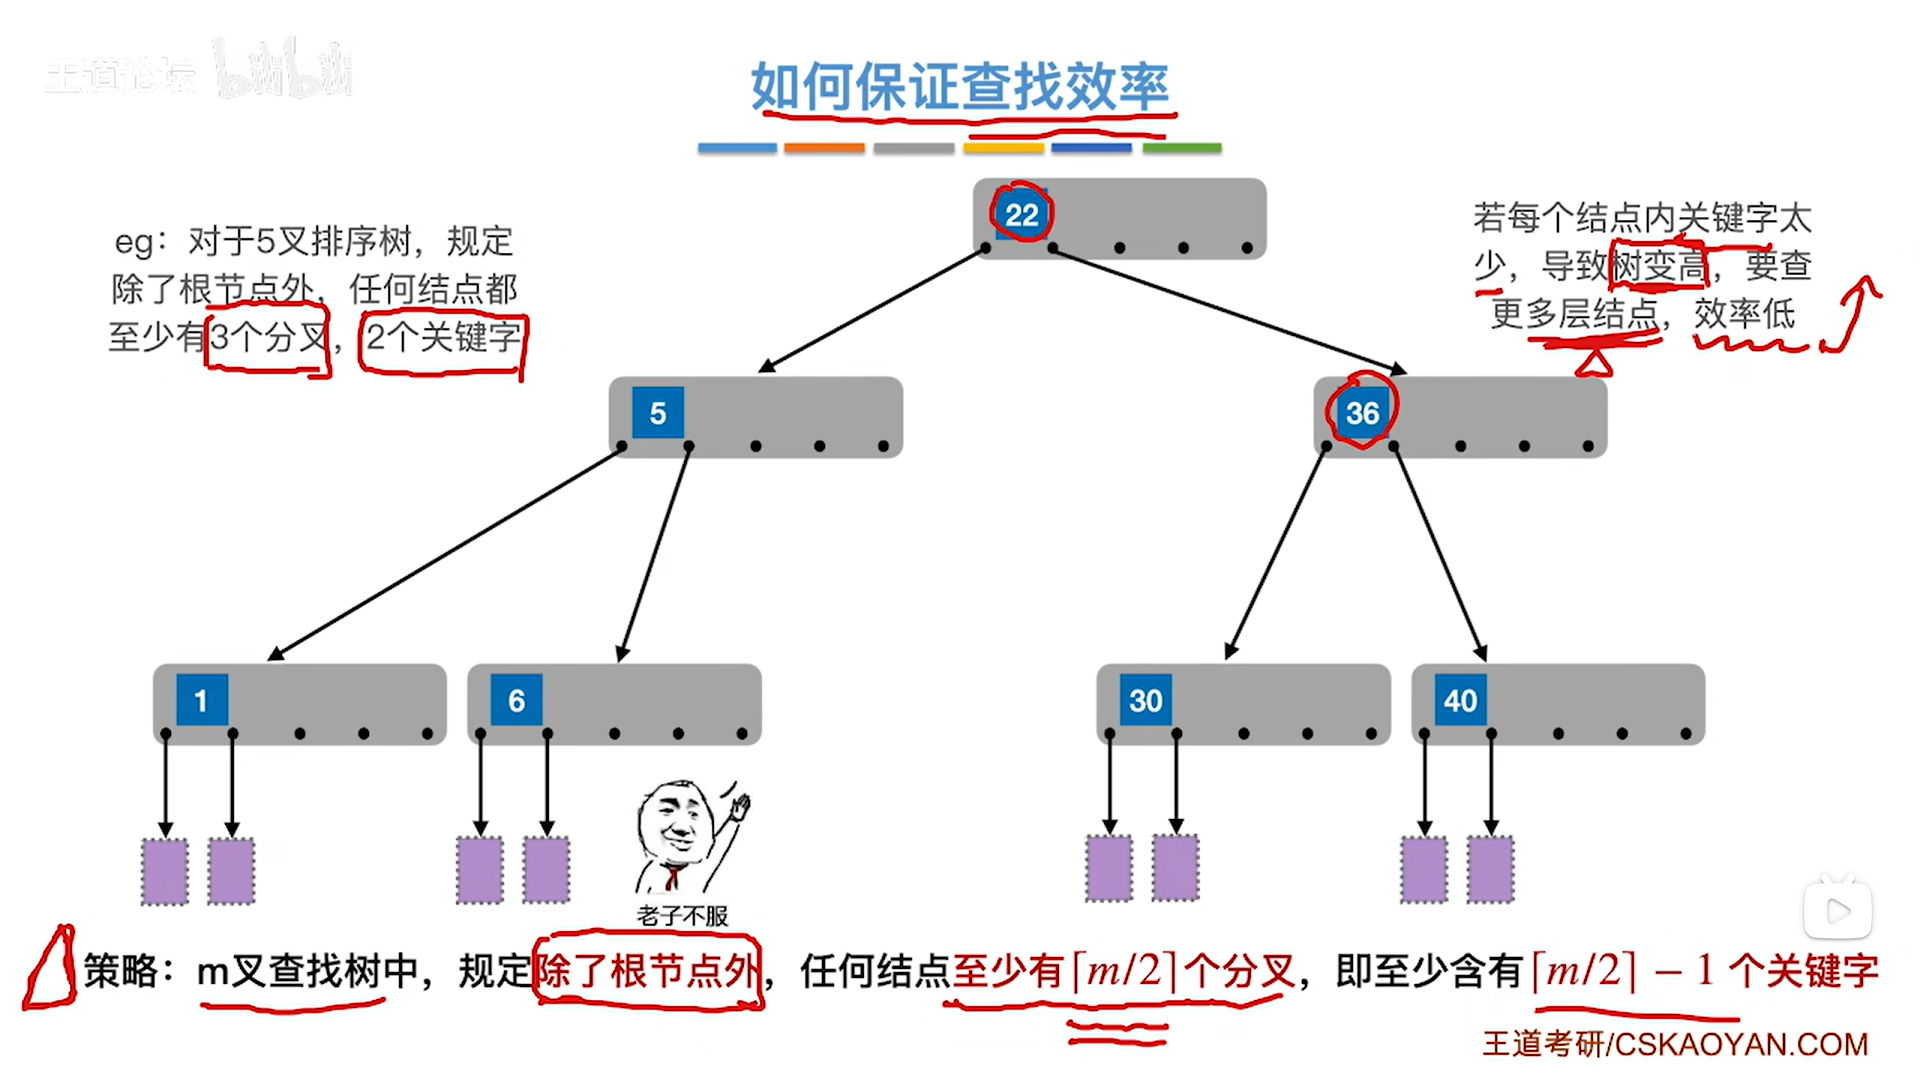 王道论坛 bilibili
如何保证查找效率
eg：对于5叉排序树，规定
除了根节点外，任何结点都
至少有3个分叉，2个关键字
若每个结点内关键字太
少，导致树变高，要查
更多层结点，效率低
22
5
36
1
6
30
40
老子不服
策略：m叉查找树中，规定除了根节点外，任何结点至少有⌈m/2⌉个分叉，即至少含有⌈m/2⌉ − 1 个关键字
王道考研/CSKAOYAN.COM